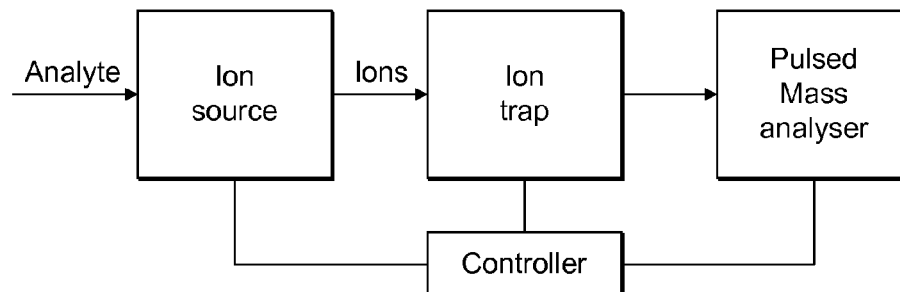 Analyte
Ion
source
Ions
Ion
trap
Pulsed
Mass
analyser
Controller